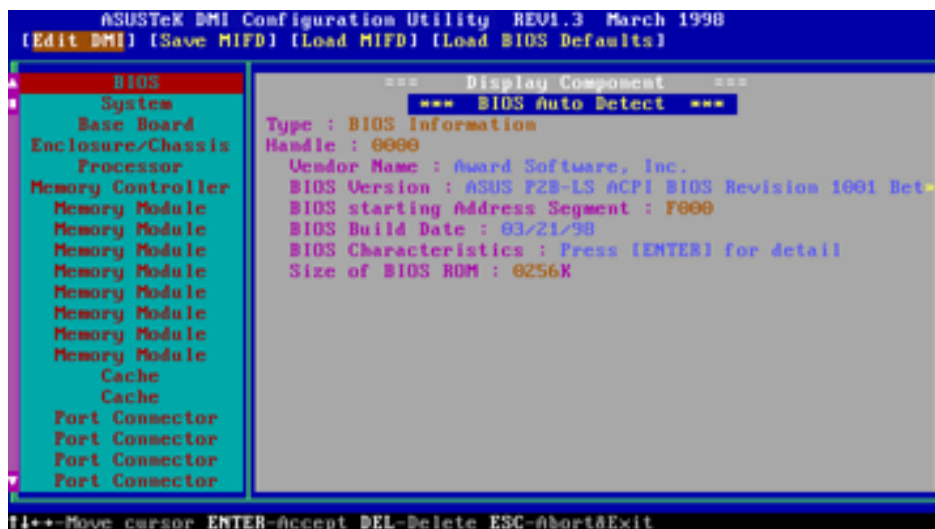 ASUSTeK DMI Configuration Utility REV1.3 March 1998
[Edit DMI] [Save MIFD] [Load MIFD] [Load BIOS Defaults]
BIOS
System
Base Board
Enclosure/Chassis
Processor
Memory Controller
Memory Module
Memory Module
Memory Module
Memory Module
Memory Module
Memory Module
Memory Module
Memory Module
Cache
Cache
Port Connector
Port Connector
Port Connector
Port Connector
=== Display Component ===
*** BIOS Auto Detect ***
Type : BIOS Information
Handle : 0000
Vendor Name : Award Software, Inc.
BIOS Version : ASUS P2B-LS ACPI BIOS Revision 1001 Bet»
BIOS starting Address Segment : F000
BIOS Build Date : 03/21/98
BIOS Characteristics : Press [ENTER] for detail
Size of BIOS ROM : 0256K
↑↓←→-Move cursor ENTER-Accept DEL-Delete ESC-Abort&Exit